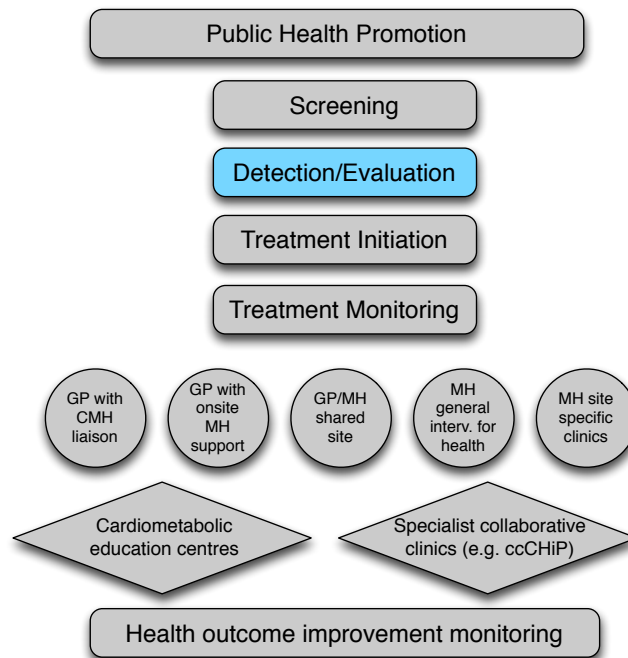 Public Health Promotion
Screening
Detection/Evaluation
Treatment Initiation
Treatment Monitoring
GP with
CMH
liaison
GP with
onsite
MH
support
GP/MH
shared
site
MH
general
interv. for
health
MH site
specific
clinics
Cardiometabolic
education centres
Specialist collaborative
clinics (e.g. ccCHiP)
Health outcome improvement monitoring